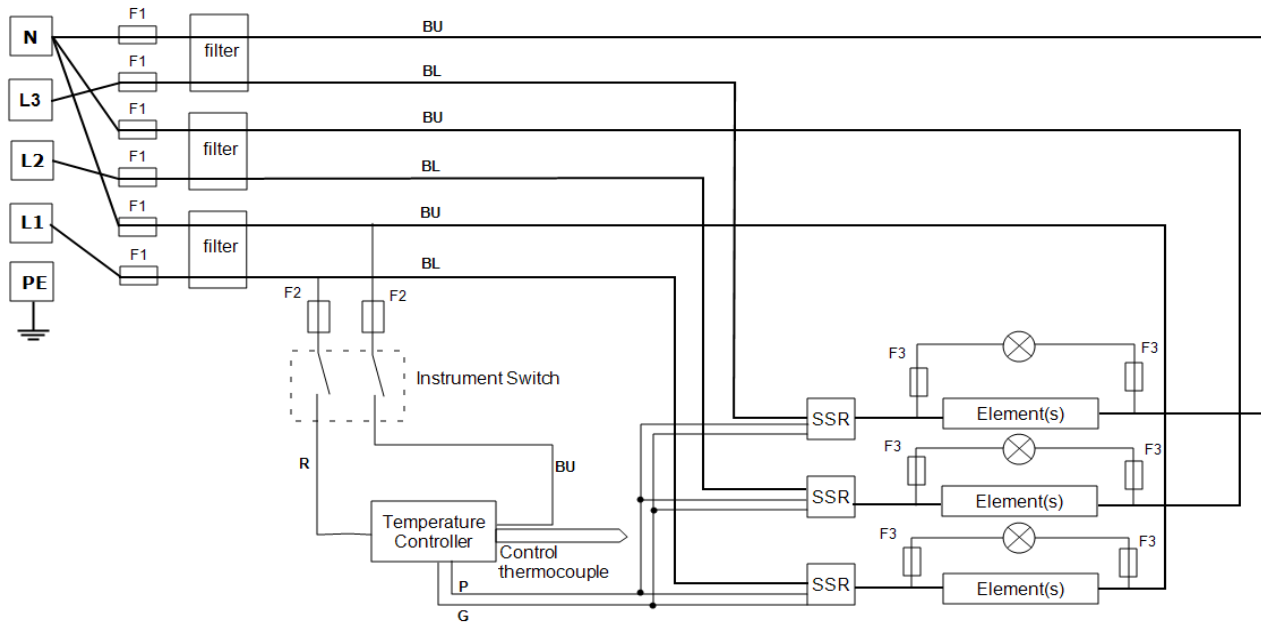 F1
N
filter
BU
F1
L3
BL
F1
BU
filter
F1
L2
BL
F1
BU
L1
filter
F1
BL
PE
F2
F2
Instrument Switch
F3
F3
SSR
Element(s)
F3
F3
R
BU
SSR
Element(s)
Temperature
Controller
F3
F3
Control
thermocouple
P
SSR
Element(s)
G